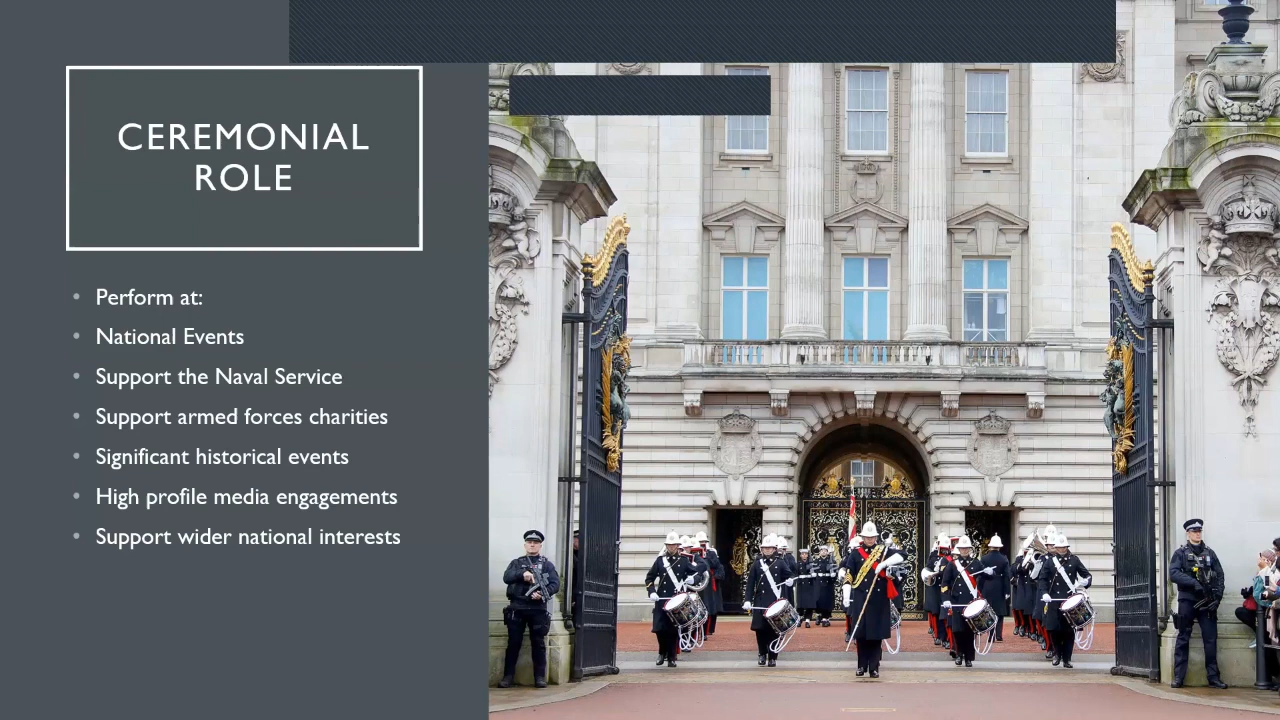 CEREMONIAL
ROLE
• Perform at:
• National Events
• Support the Naval Service
• Support armed forces charities
• Significant historical events
• High profile media engagements
• Support wider national interests